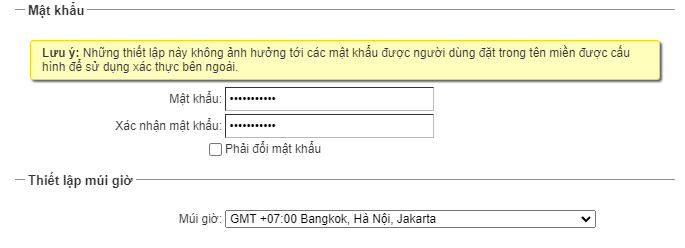 Mật khẩu
Lưu ý: Những thiết lập này không ảnh hưởng tới các mật khẩu được người dùng đặt trong tên miền được cấu
hình để sử dụng xác thực bên ngoài.
Mật khẩu: •••••••••••
Xác nhận mật khẩu: •••••••••••
Phải đổi mật khẩu
Thiết lập múi giờ
Múi giờ: GMT +07:00 Bangkok, Hà Nội, Jakarta